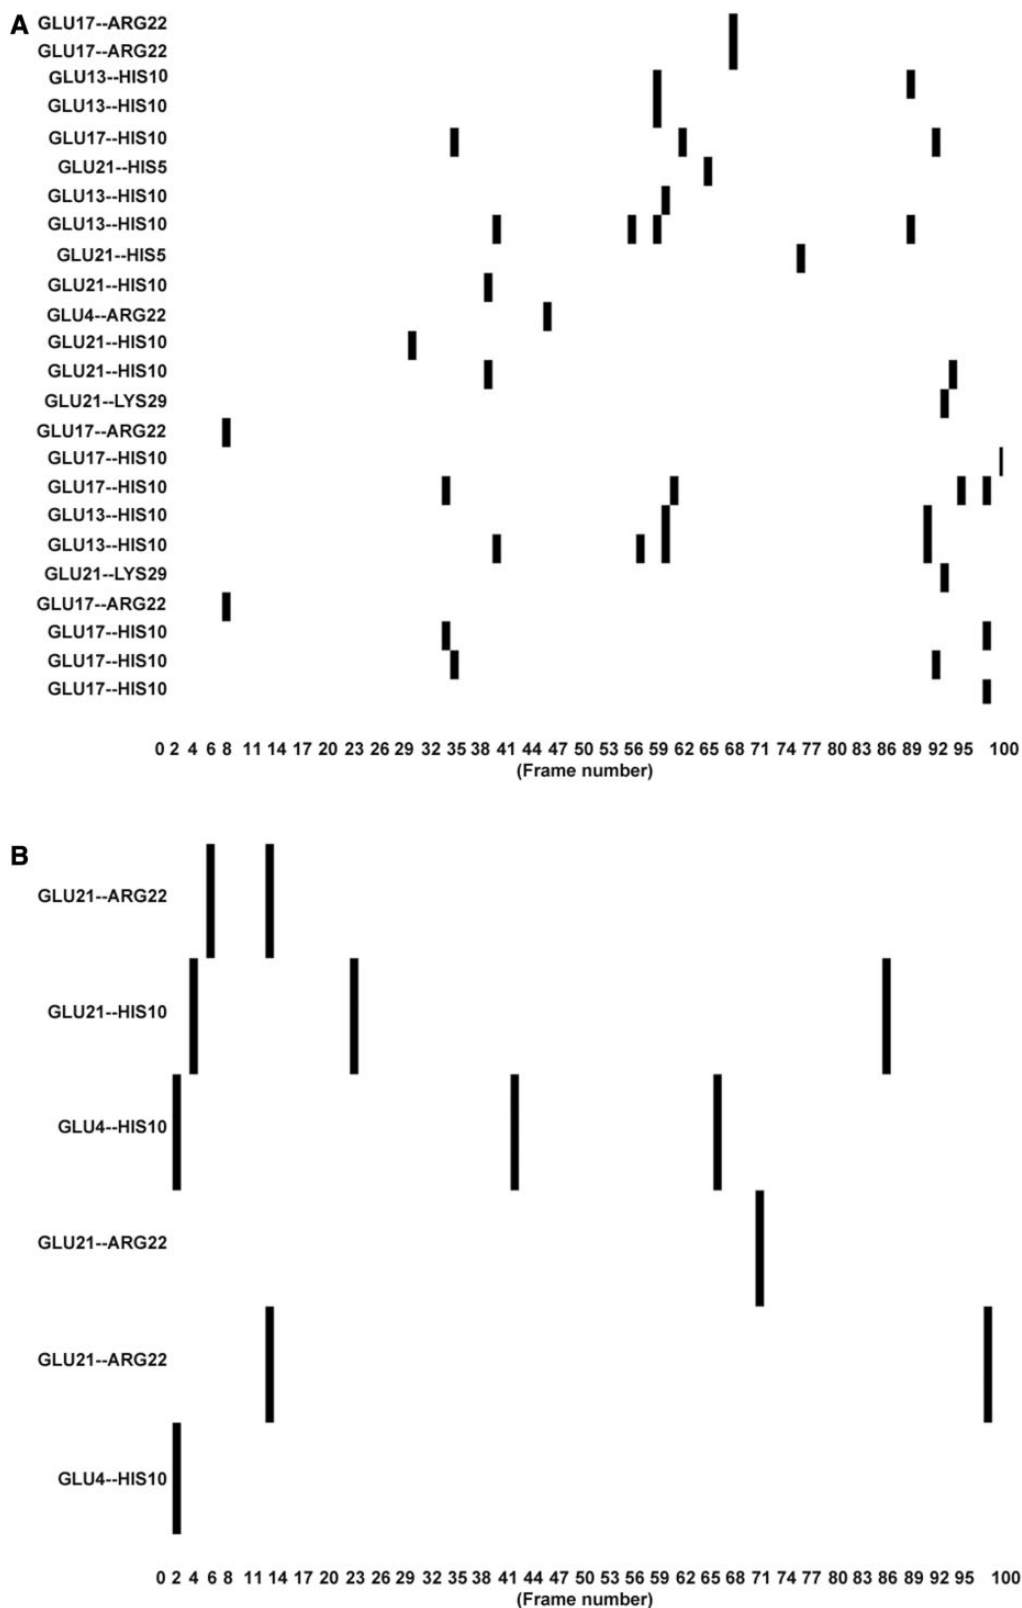 A
GLU17--ARG22
GLU17--ARG22
GLU13--HIS10
GLU13--HIS10
GLU17--HIS10
GLU21--HIS5
GLU13--HIS10
GLU13--HIS10
GLU21--HIS5
GLU21--HIS10
GLU4--ARG22
GLU21--HIS10
GLU21--HIS10
GLU21--LYS29
GLU17--ARG22
GLU17--HIS10
GLU17--HIS10
GLU13--HIS10
GLU13--HIS10
GLU21--LYS29
GLU17--ARG22
GLU17--HIS10
GLU17--HIS10
GLU17--HIS10
0 2 4 6 8 11 14 17 20 23 26 29 32 35 38 41 44 47 50 53 56 59 62 65 68 71 74 77 80 83 86 89 92 95 100
(Frame number)
B
GLU21--ARG22
GLU21--HIS10
GLU4--HIS10
GLU21--ARG22
GLU21--ARG22
GLU4--HIS10
0 2 4 6 8 11 14 17 20 23 26 29 32 35 38 41 44 47 50 53 56 59 62 65 68 71 74 77 80 83 86 89 92 95 100
(Frame number)